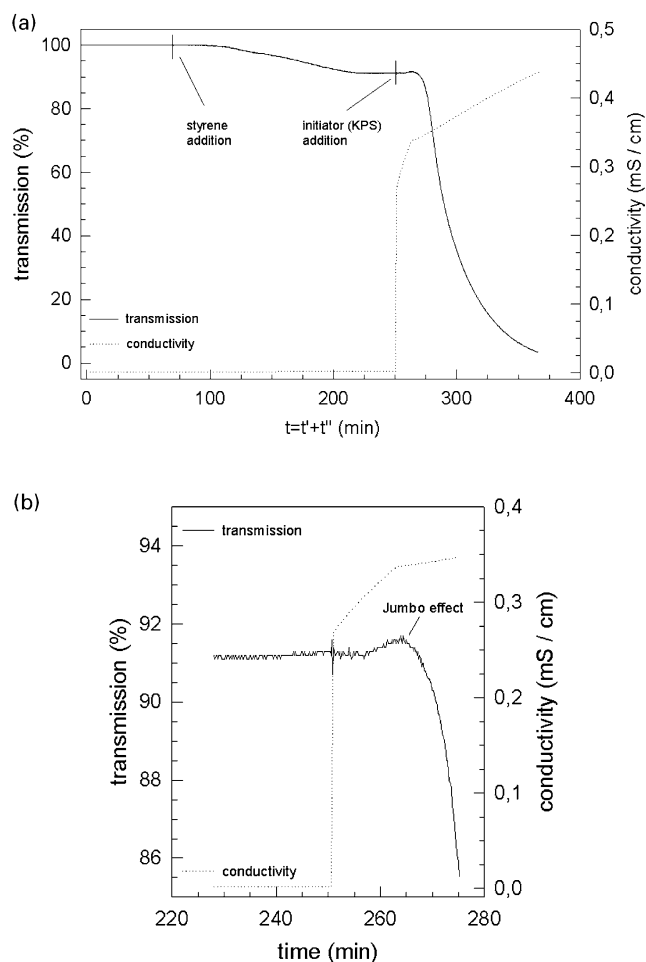 (a)
100
80
60
40
20
0
transmission (%)
styrene
addition
initiator (KPS)
addition
transmission
conductivity
0,5
0,4
0,3
0,2
0,1
0,0
conductivity (mS / cm)
0
100
200
300
400
t=t'+t" (min)
(b)
94
92
90
88
86
transmission (%)
transmission
Jumbo effect
conductivity
0,4
0,3
0,2
0,1
0,0
conductivity (mS / cm)
220
240
260
280
time (min)